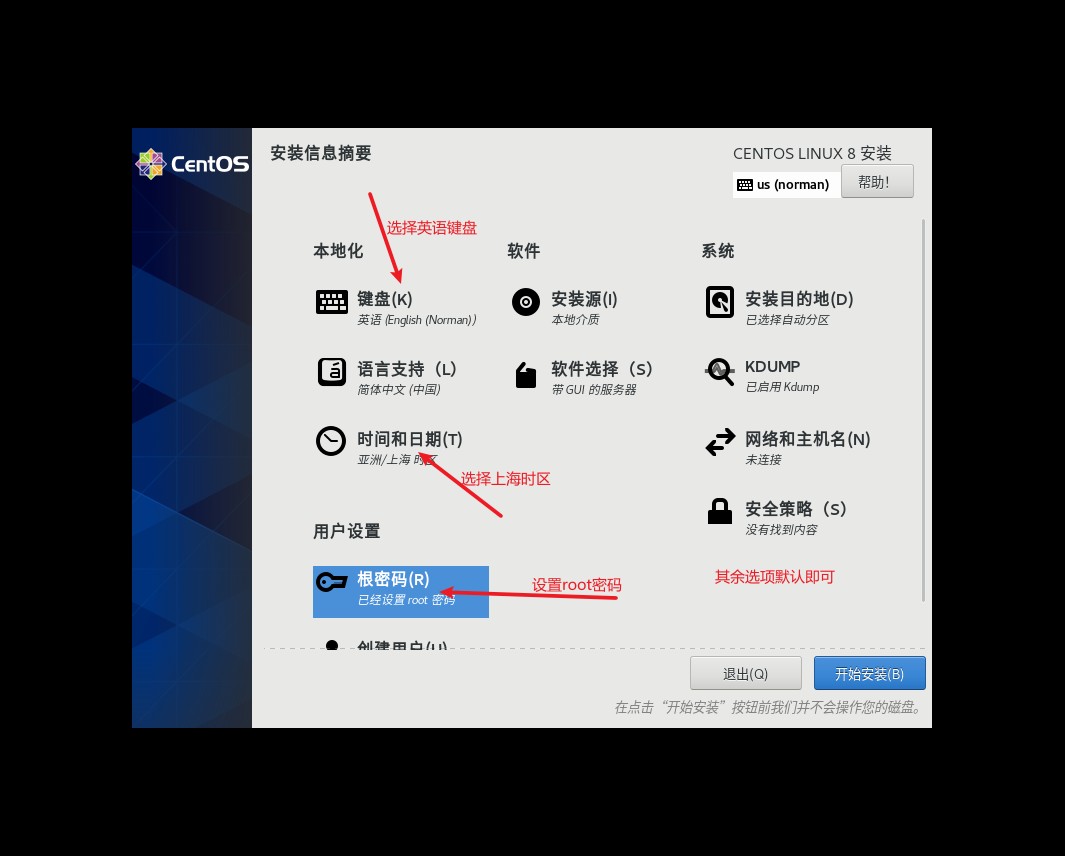 CentOS
安装信息摘要
CENTOS LINUX 8 安装
us (norman)
帮助!
选择英语键盘
本地化
键盘(K)
英语 (English (Norman))
语言支持（L）
简体中文 (中国)
时间和日期(T)
亚洲/上海 时区
选择上海时区
软件
安装源(I)
本地介质
软件选择（S）
带 GUI 的服务器
系统
安装目的地(D)
已选择自动分区
KDUMP
已启用 Kdump
网络和主机名(N)
未连接
安全策略（S）
没有找到内容
其余选项默认即可
用户设置
根密码(R)
已经设置 root 密码
设置root密码
创建用户(U)
退出(Q)
开始安装(B)
在点击“开始安装”按钮前我们并不会操作您的磁盘。